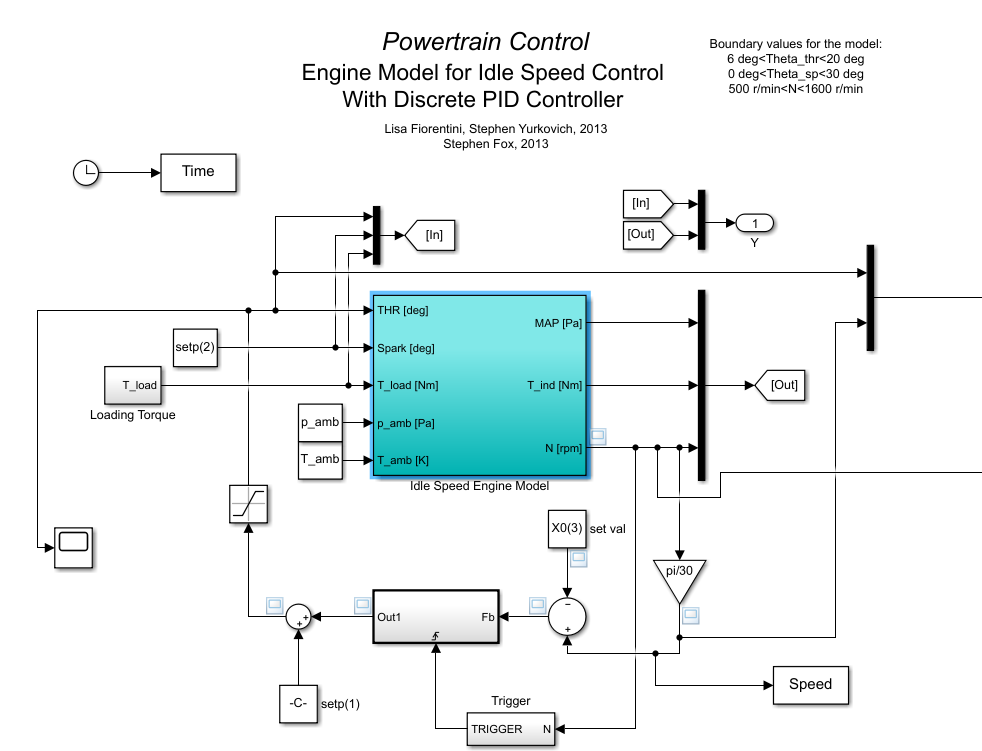 Powertrain Control
Engine Model for Idle Speed Control
With Discrete PID Controller
Lisa Fiorentini, Stephen Yurkovich, 2013
Stephen Fox, 2013
Boundary values for the model:
6 deg<Theta_thr<20 deg
0 deg<Theta_sp<30 deg
500 r/min<N<1600 r/min
Time
[In]
[In]
[Out]
1
Y
THR [deg]
MAP [Pa]
setp(2)
Spark [deg]
T_load
T_load [Nm]
T_ind [Nm]
[Out]
Loading Torque
p_amb
p_amb [Pa]
N [rpm]
T_amb
T_amb [K]
Idle Speed Engine Model
X0(3)
set val
pi/30
Out1
Fb
−
+
+
+
-C-
setp(1)
Speed
Trigger
TRIGGER
N